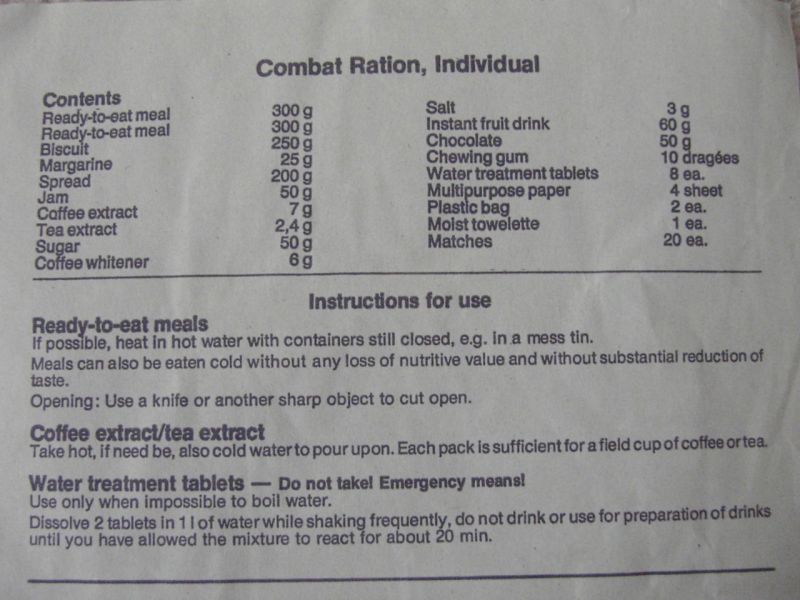 Combat Ration, Individual
Contents
Ready-to-eat meal 300 g
Ready-to-eat meal 300 g
Biscuit 250 g
Margarine 25 g
Spread 200 g
Jam 50 g
Coffee extract 7 g
Tea extract 2,4 g
Sugar 50 g
Coffee whitener 6 g
Salt 3 g
Instant fruit drink 60 g
Chocolate 50 g
Chewing gum 10 dragées
Water treatment tablets 8 ea.
Multipurpose paper 4 sheet
Plastic bag 2 ea.
Moist towelette 1 ea.
Matches 20 ea.
Instructions for use
Ready-to-eat meals
If possible, heat in hot water with containers still closed, e.g. in a mess tin.
Meals can also be eaten cold without any loss of nutritive value and without substantial reduction of
taste.
Opening: Use a knife or another sharp object to cut open.
Coffee extract/tea extract
Take hot, if need be, also cold water to pour upon. Each pack is sufficient for a field cup of coffee or tea.
Water treatment tablets — Do not take! Emergency means!
Use only when impossible to boil water.
Dissolve 2 tablets in 1 l of water while shaking frequently, do not drink or use for preparation of drinks
until you have allowed the mixture to react for about 20 min.